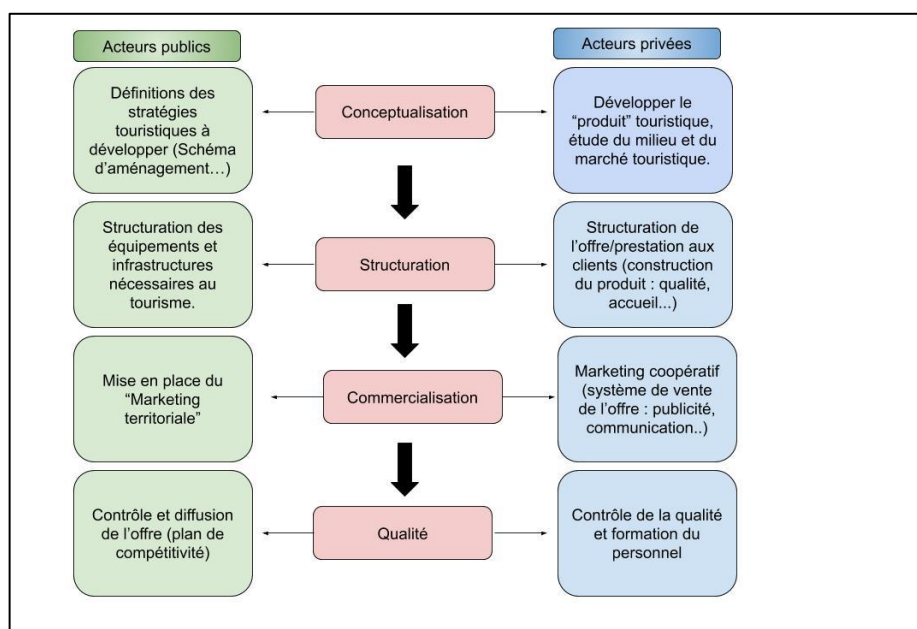 Acteurs publics
Acteurs privées
Définitions des
stratégies
touristiques à
développer (Schéma
d’aménagement…)
Conceptualisation
Développer le
“produit” touristique,
étude du milieu et du
marché touristique.
Structuration des
équipements et
infrastructures
nécessaires au
tourisme.
Structuration
Structuration de
l’offre/prestation aux
clients (construction
du produit : qualité,
accueil...)
Mise en place du
“Marketing
territoriale”
Commercialisation
Marketing coopératif
(système de vente
de l’offre : publicité,
communication..)
Contrôle et diffusion
de l’offre (plan de
compétitivité)
Qualité
Contrôle de la qualité
et formation du
personnel